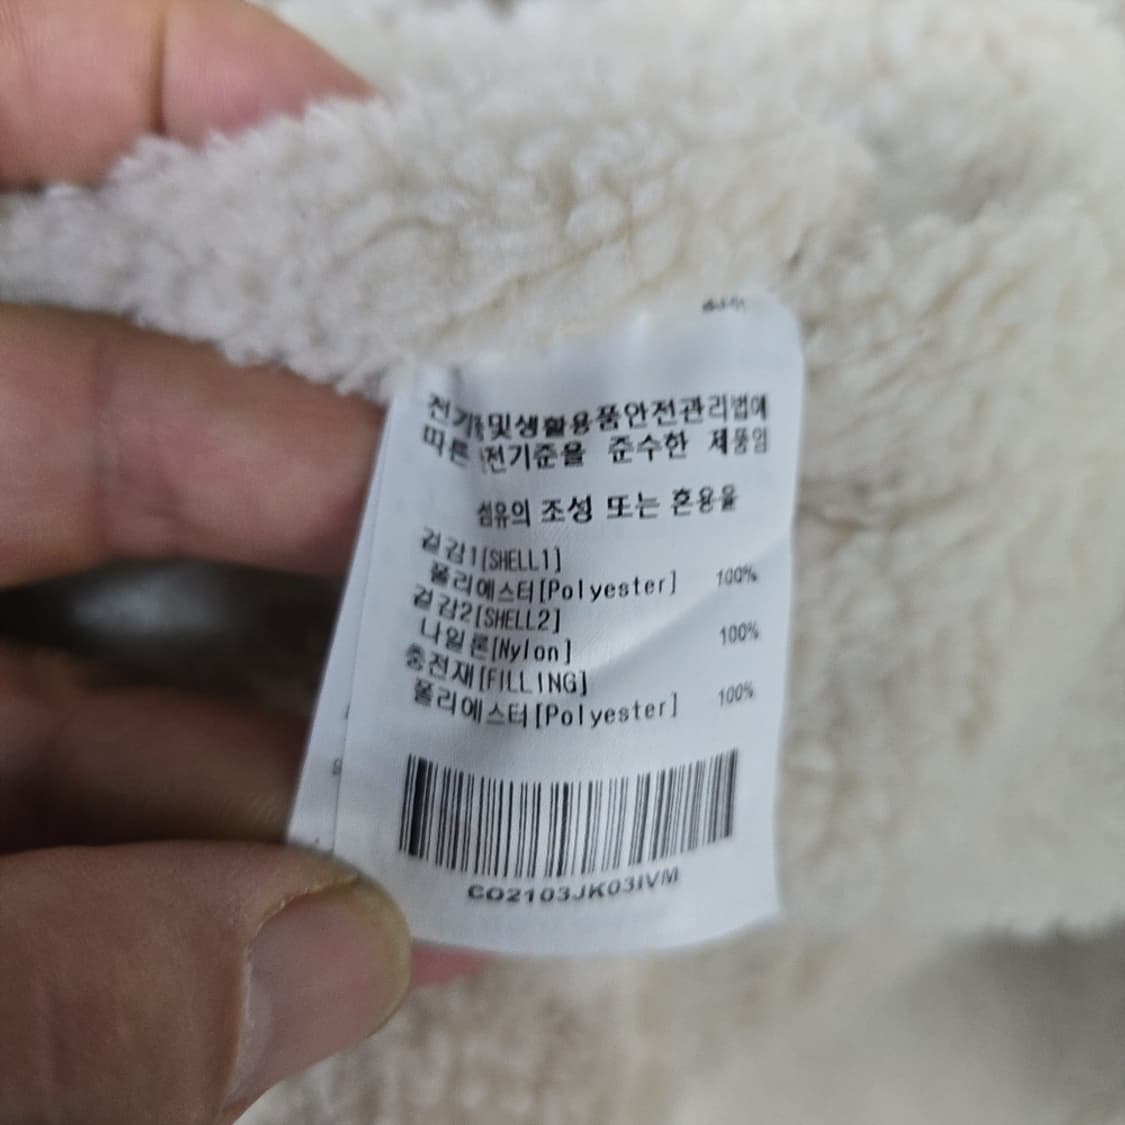 전기용품및생활용품안전관리법에
따른 안전기준을 준수한 제품임
섬유의 조성 또는 혼용율
겉감1[SHELL1]
폴리에스터[Polyester] 100%
겉감2[SHELL2]
나일론[Nylon] 100%
충전재[FILLING]
폴리에스터[Polyester] 100%
CO2103JK03IVM